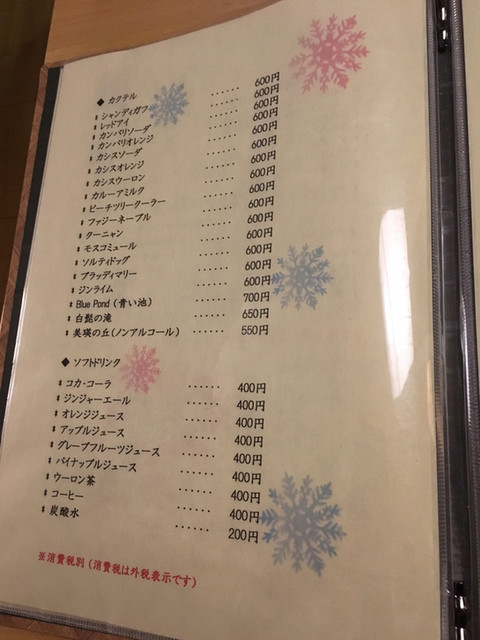 ◆ カクテル
シャンディガフ ・・・・・・ 600円
レッドアイ ・・・・・・ 600円
カンパリソーダ ・・・・・・ 600円
カンパリオレンジ ・・・・・・ 600円
カシスソーダ ・・・・・・ 600円
カシスオレンジ ・・・・・・ 600円
カシスウーロン ・・・・・・ 600円
カルーアミルク ・・・・・・ 600円
ピーチツリークーラー ・・・・・・ 600円
ファジーネーブル ・・・・・・ 600円
クーニャン ・・・・・・ 600円
モスコミュール ・・・・・・ 600円
ソルティドッグ ・・・・・・ 600円
ブラッディマリー ・・・・・・ 600円
ジンライム ・・・・・・ 600円
Blue Pond (青い池) ・・・・・・ 700円
白髭の滝 ・・・・・・ 650円
美瑛の丘(ノンアルコール) ・・・・・・ 550円
◆ ソフトドリンク
コカ・コーラ ・・・・・・ 400円
ジンジャーエール ・・・・・・ 400円
オレンジジュース ・・・・・・ 400円
アップルジュース ・・・・・・ 400円
グレープフルーツジュース ・・・・・・ 400円
パイナップルジュース ・・・・・・ 400円
ウーロン茶 ・・・・・・ 400円
コーヒー ・・・・・・ 400円
炭酸水 ・・・・・・ 200円
※消費税別 (消費税は外税表示です)